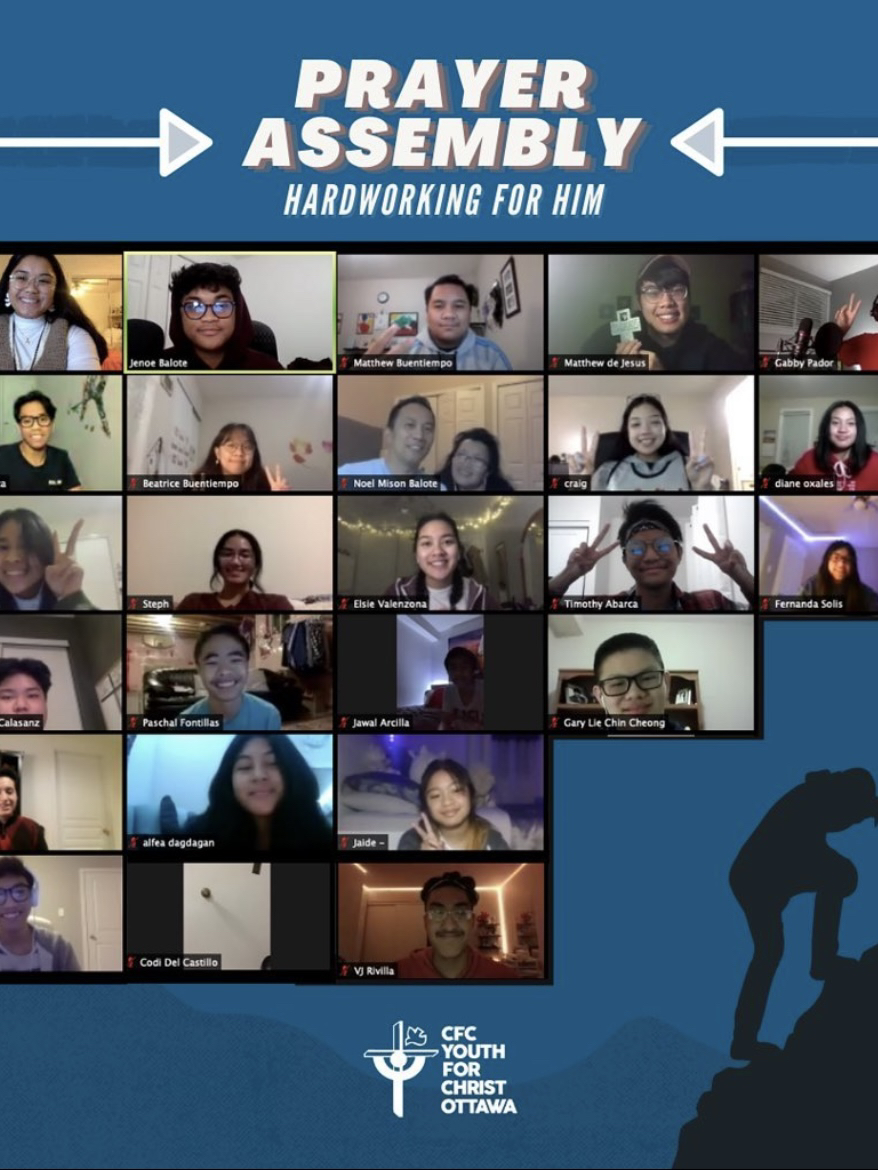 PRAYER
ASSEMBLY
HARDWORKING FOR HIM
Jenoe Balote
Matthew Buentiempo
Matthew de Jesus
Gabby Pador
a
Beatrice Buentiempo
Noel Mison Balote
craig
diane oxales
Steph
Elsie Valenzona
Timothy Abarca
Fernanda Solis
Calasanz
Paschal Fontillas
Jawal Arcilla
Gary Lie Chin Cheong
alfea dagdagan
Jaide ~
Codi Del Castillo
VJ Rivilla
CFC
YOUTH
FOR
CHRIST
OTTAWA